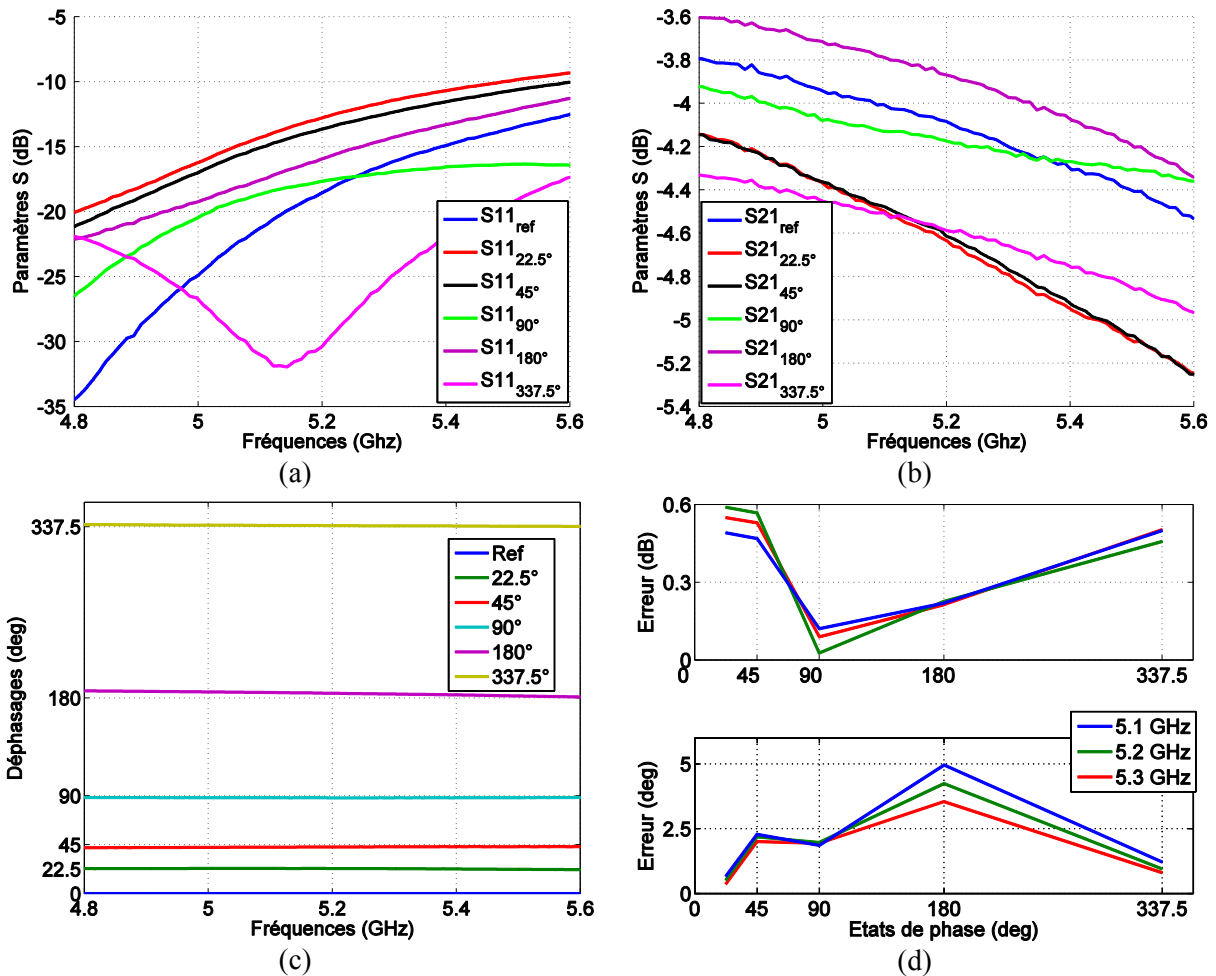 -5
-10
-15
-20
-25
-30
-35
4.8
5
5.2
5.4
5.6
Paramètres S (dB)
Fréquences (Ghz)
S11ref
S1122.5°
S1145°
S1190°
S11180°
S11337.5°
(a)
-3.6
-3.8
-4
-4.2
-4.4
-4.6
-4.8
-5
-5.2
-5.4
4.8
5
5.2
5.4
5.6
Paramètres S (dB)
Fréquences (Ghz)
S21ref
S2122.5°
S2145°
S2190°
S21180°
S21337.5°
(b)
337.5
180
90
45
22.5
0
4.8
5
5.2
5.4
5.6
Déphasages (deg)
Fréquences (GHz)
Ref
22.5°
45°
90°
180°
337.5°
(c)
0.6
0.3
0
0
45
90
180
337.5
Erreur (dB)
5
2.5
0
0
45
90
180
337.5
Erreur (deg)
Etats de phase (deg)
5.1 GHz
5.2 GHz
5.3 GHz
(d)